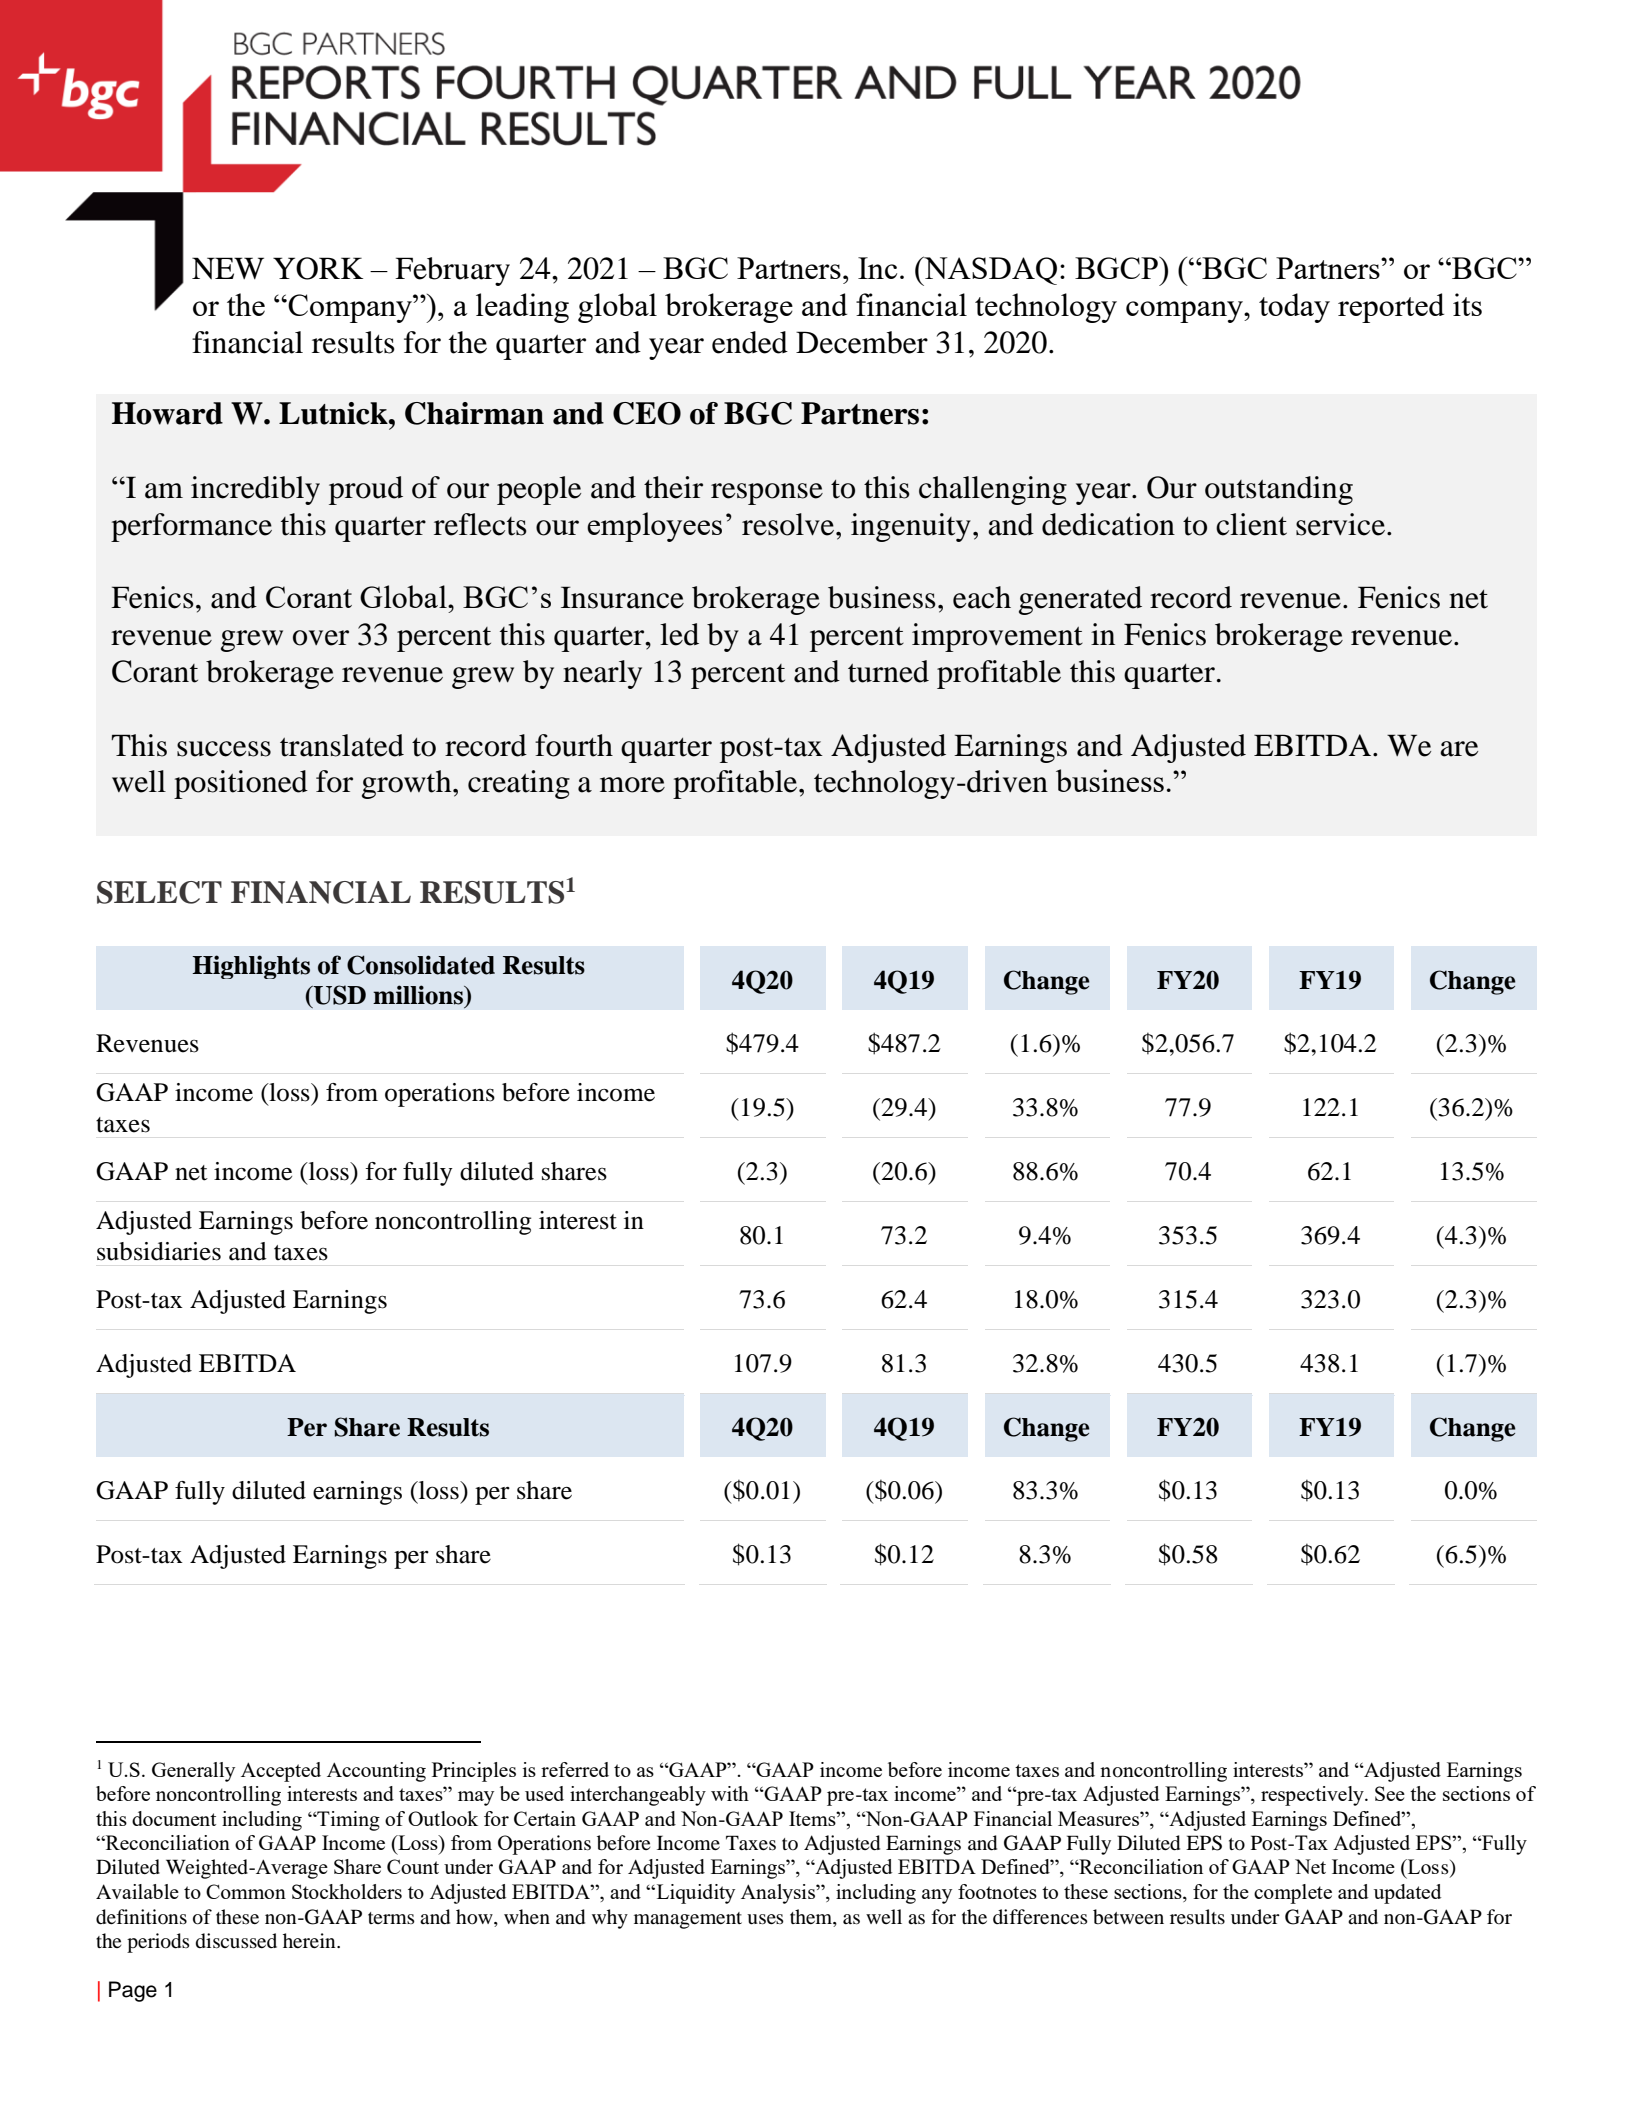 bgc
BGC PARTNERS
REPORTS FOURTH QUARTER AND FULL YEAR 2020
FINANCIAL RESULTS
NEW YORK – February 24, 2021 – BGC Partners, Inc. (NASDAQ: BGCP) (“BGC Partners” or “BGC”
or the “Company”), a leading global brokerage and financial technology company, today reported its
financial results for the quarter and year ended December 31, 2020.
Howard W. Lutnick, Chairman and CEO of BGC Partners:
“I am incredibly proud of our people and their response to this challenging year. Our outstanding
performance this quarter reflects our employees’ resolve, ingenuity, and dedication to client service.
Fenics, and Corant Global, BGC’s Insurance brokerage business, each generated record revenue. Fenics net
revenue grew over 33 percent this quarter, led by a 41 percent improvement in Fenics brokerage revenue.
Corant brokerage revenue grew by nearly 13 percent and turned profitable this quarter.
This success translated to record fourth quarter post-tax Adjusted Earnings and Adjusted EBITDA. We are
well positioned for growth, creating a more profitable, technology-driven business.”
SELECT FINANCIAL RESULTS1
Highlights of Consolidated Results
(USD millions) 4Q20 4Q19 Change FY20 FY19 Change
Revenues $479.4 $487.2 (1.6)% $2,056.7 $2,104.2 (2.3)%
GAAP income (loss) from operations before income
taxes (19.5) (29.4) 33.8% 77.9 122.1 (36.2)%
GAAP net income (loss) for fully diluted shares (2.3) (20.6) 88.6% 70.4 62.1 13.5%
Adjusted Earnings before noncontrolling interest in
subsidiaries and taxes 80.1 73.2 9.4% 353.5 369.4 (4.3)%
Post-tax Adjusted Earnings 73.6 62.4 18.0% 315.4 323.0 (2.3)%
Adjusted EBITDA 107.9 81.3 32.8% 430.5 438.1 (1.7)%
Per Share Results 4Q20 4Q19 Change FY20 FY19 Change
GAAP fully diluted earnings (loss) per share ($0.01) ($0.06) 83.3% $0.13 $0.13 0.0%
Post-tax Adjusted Earnings per share $0.13 $0.12 8.3% $0.58 $0.62 (6.5)%
1 U.S. Generally Accepted Accounting Principles is referred to as “GAAP”. “GAAP income before income taxes and noncontrolling interests” and “Adjusted Earnings
before noncontrolling interests and taxes” may be used interchangeably with “GAAP pre-tax income” and “pre-tax Adjusted Earnings”, respectively. See the sections of
this document including “Timing of Outlook for Certain GAAP and Non-GAAP Items”, “Non-GAAP Financial Measures”, “Adjusted Earnings Defined”,
“Reconciliation of GAAP Income (Loss) from Operations before Income Taxes to Adjusted Earnings and GAAP Fully Diluted EPS to Post-Tax Adjusted EPS”, “Fully
Diluted Weighted-Average Share Count under GAAP and for Adjusted Earnings”, “Adjusted EBITDA Defined”, “Reconciliation of GAAP Net Income (Loss)
Available to Common Stockholders to Adjusted EBITDA”, and “Liquidity Analysis”, including any footnotes to these sections, for the complete and updated
definitions of these non-GAAP terms and how, when and why management uses them, as well as for the differences between results under GAAP and non-GAAP for
the periods discussed herein.
| Page 1